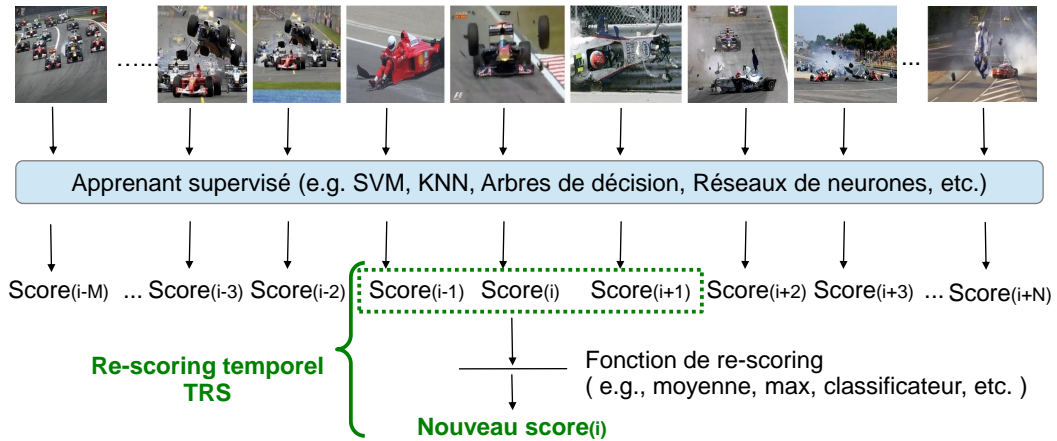 ......
...
Apprenant supervisé (e.g. SVM, KNN, Arbres de décision, Réseaux de neurones, etc.)
Score(i-M) ... Score(i-3) Score(i-2) Score(i-1) Score(i) Score(i+1) Score(i+2) Score(i+3) ... Score(i+N)
Re-scoring temporel
TRS
Fonction de re-scoring
( e.g., moyenne, max, classificateur, etc. )
Nouveau score(i)